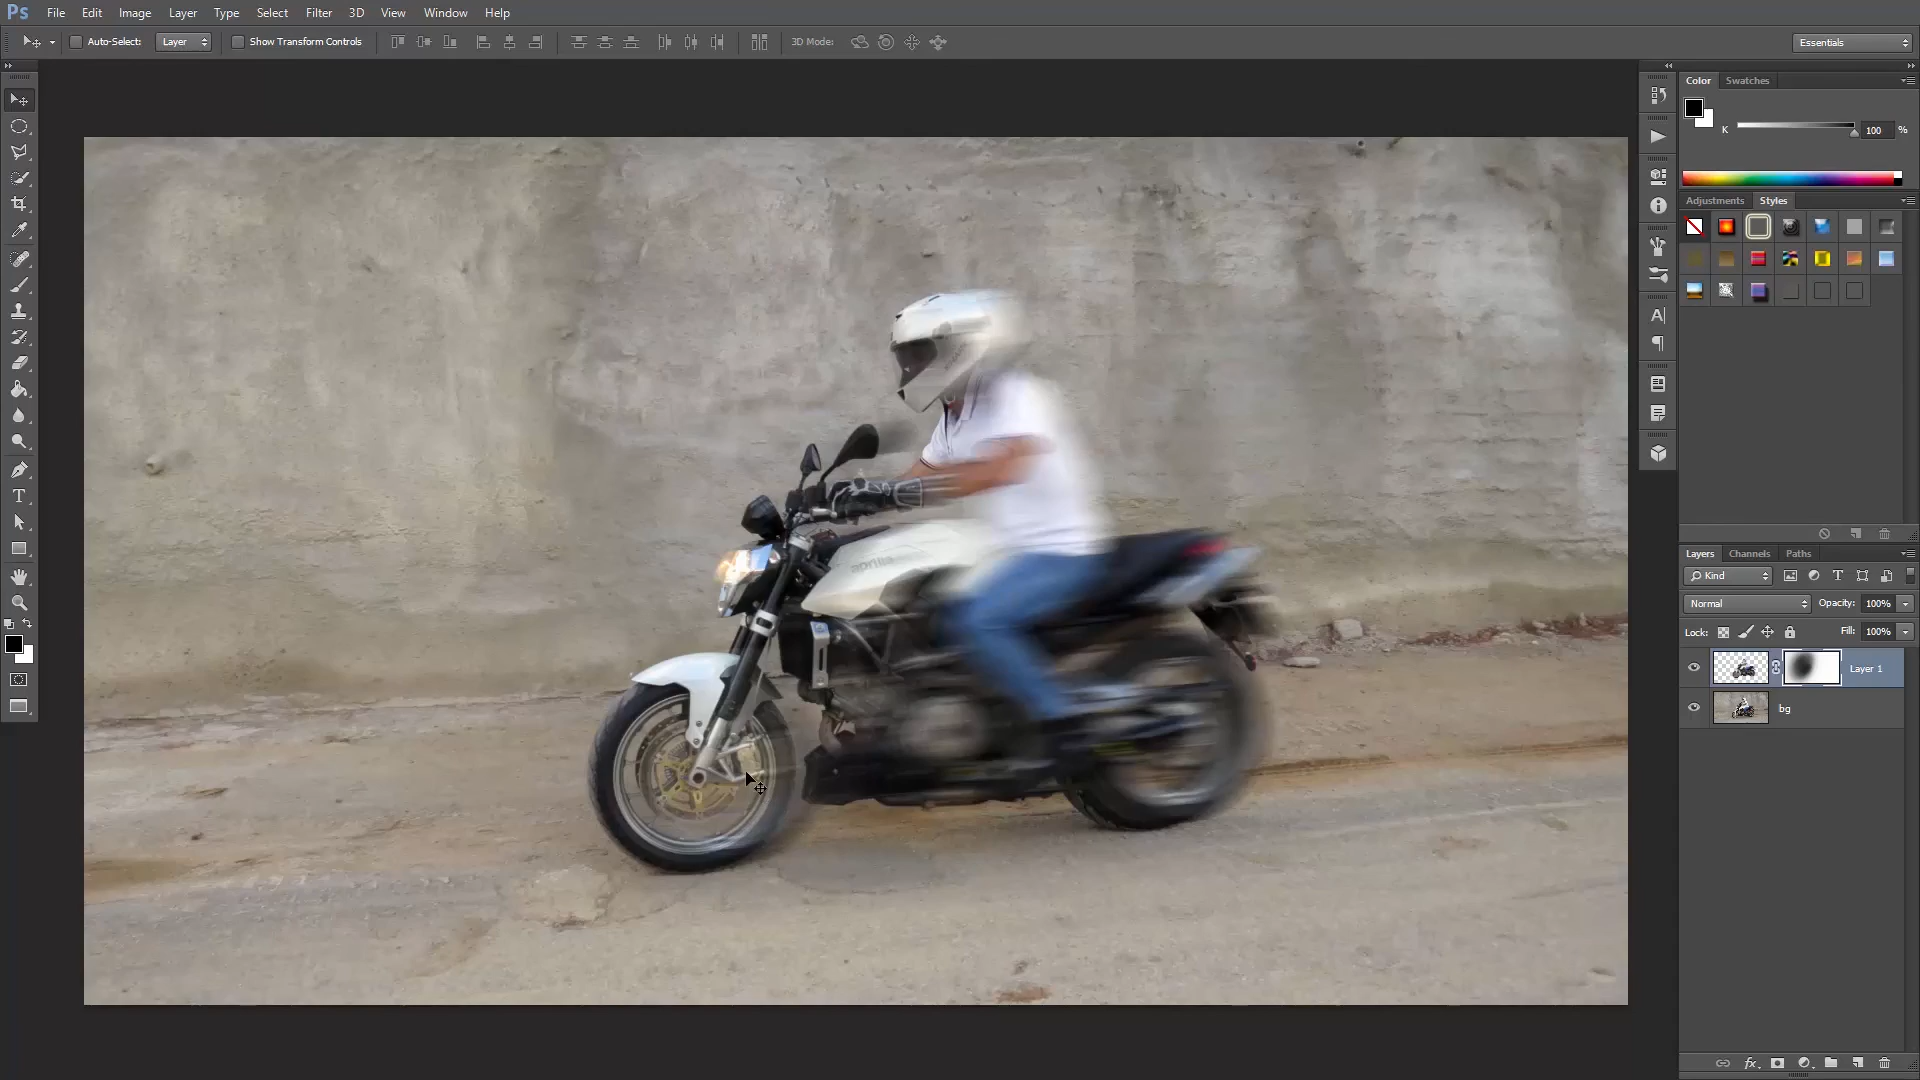 Ps File Edit Image Layer Type Select Filter 3D View Window Help
Auto-Select: Layer Show Transform Controls 3D Mode: Essentials
Color Swatches
K 100 %
Adjustments Styles
aprilia
Layers Channels Paths
Kind
Normal Opacity: 100%
Lock: Fill: 100%
Layer 1
bg
fx